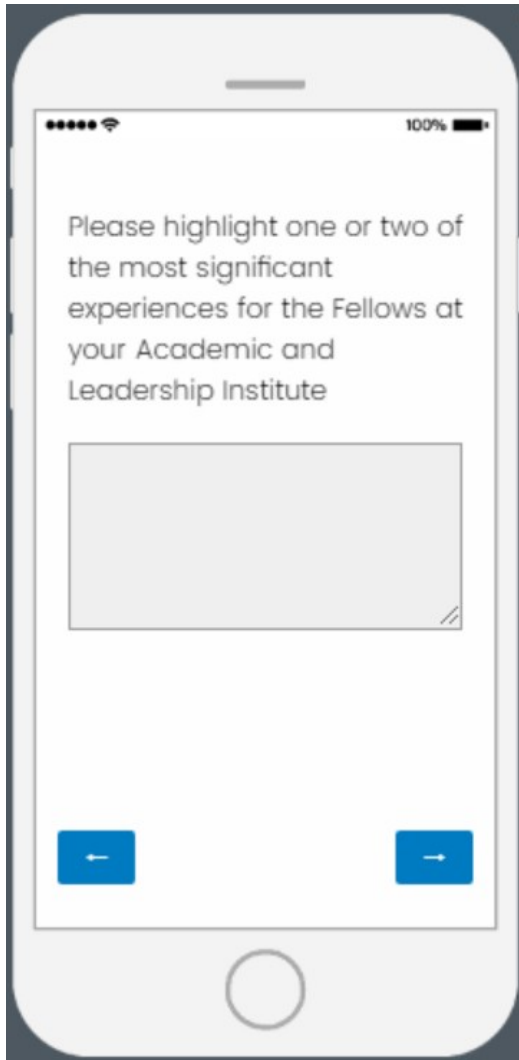 100%
Please highlight one or two of
the most significant
experiences for the Fellows at
your Academic and
Leadership Institute
←
→